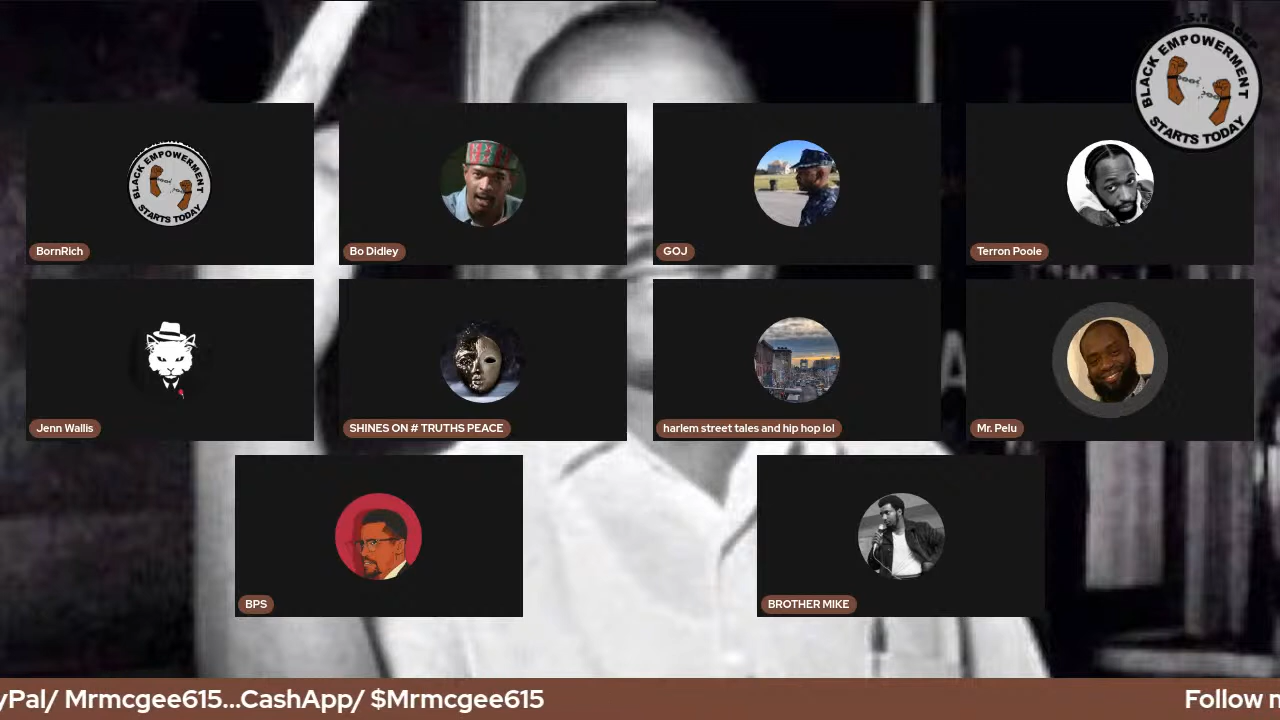 BLACK EMPOWERMENT
STARTS TODAY
BLACK EMPOWERMENT
STARTS TODAY
BornRich
Bo Didley
GOJ
Terron Poole
Jenn Wallis
SHINES ON # TRUTHS PEACE
harlem street tales and hip hop lol
Mr. Pelu
BPS
BROTHER MIKE
yPal/ Mrmcgee615...CashApp/ $Mrmcgee615
Follow